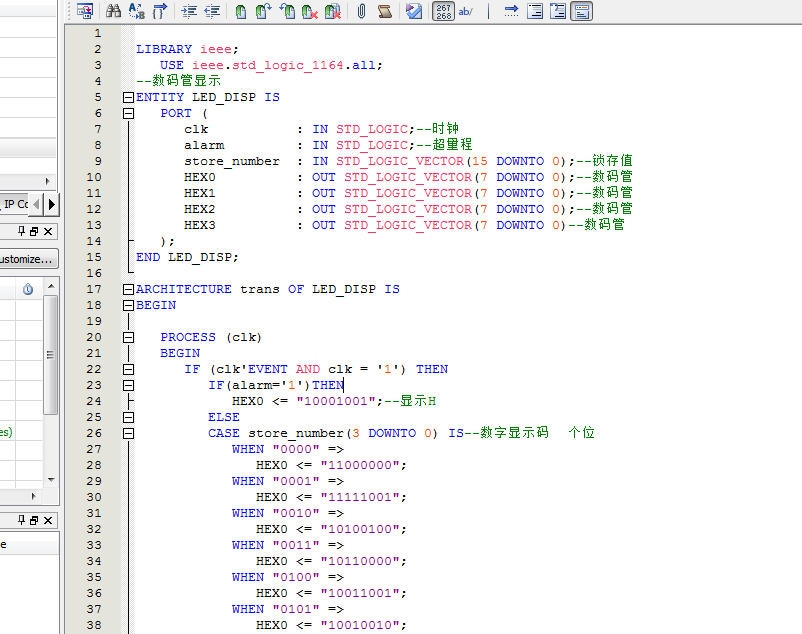 267
268
ab/
IP Co
ustomize...
es)
e
1
2 LIBRARY ieee;
3 USE ieee.std_logic_1164.all;
4 --数码管显示
5 ENTITY LED_DISP IS
6 PORT (
7 clk : IN STD_LOGIC;--时钟
8 alarm : IN STD_LOGIC;--超量程
9 store_number : IN STD_LOGIC_VECTOR(15 DOWNTO 0);--锁存值
10 HEX0 : OUT STD_LOGIC_VECTOR(7 DOWNTO 0);--数码管
11 HEX1 : OUT STD_LOGIC_VECTOR(7 DOWNTO 0);--数码管
12 HEX2 : OUT STD_LOGIC_VECTOR(7 DOWNTO 0);--数码管
13 HEX3 : OUT STD_LOGIC_VECTOR(7 DOWNTO 0)--数码管
14 );
15 END LED_DISP;
16
17 ARCHITECTURE trans OF LED_DISP IS
18 BEGIN
19
20 PROCESS (clk)
21 BEGIN
22 IF (clk'EVENT AND clk = '1') THEN
23 IF(alarm='1')THEN
24 HEX0 <= "10001001";--显示H
25 ELSE
26 CASE store_number(3 DOWNTO 0) IS--数字显示码 个位
27 WHEN "0000" =>
28 HEX0 <= "11000000";
29 WHEN "0001" =>
30 HEX0 <= "11111001";
31 WHEN "0010" =>
32 HEX0 <= "10100100";
33 WHEN "0011" =>
34 HEX0 <= "10110000";
35 WHEN "0100" =>
36 HEX0 <= "10011001";
37 WHEN "0101" =>
38 HEX0 <= "10010010";